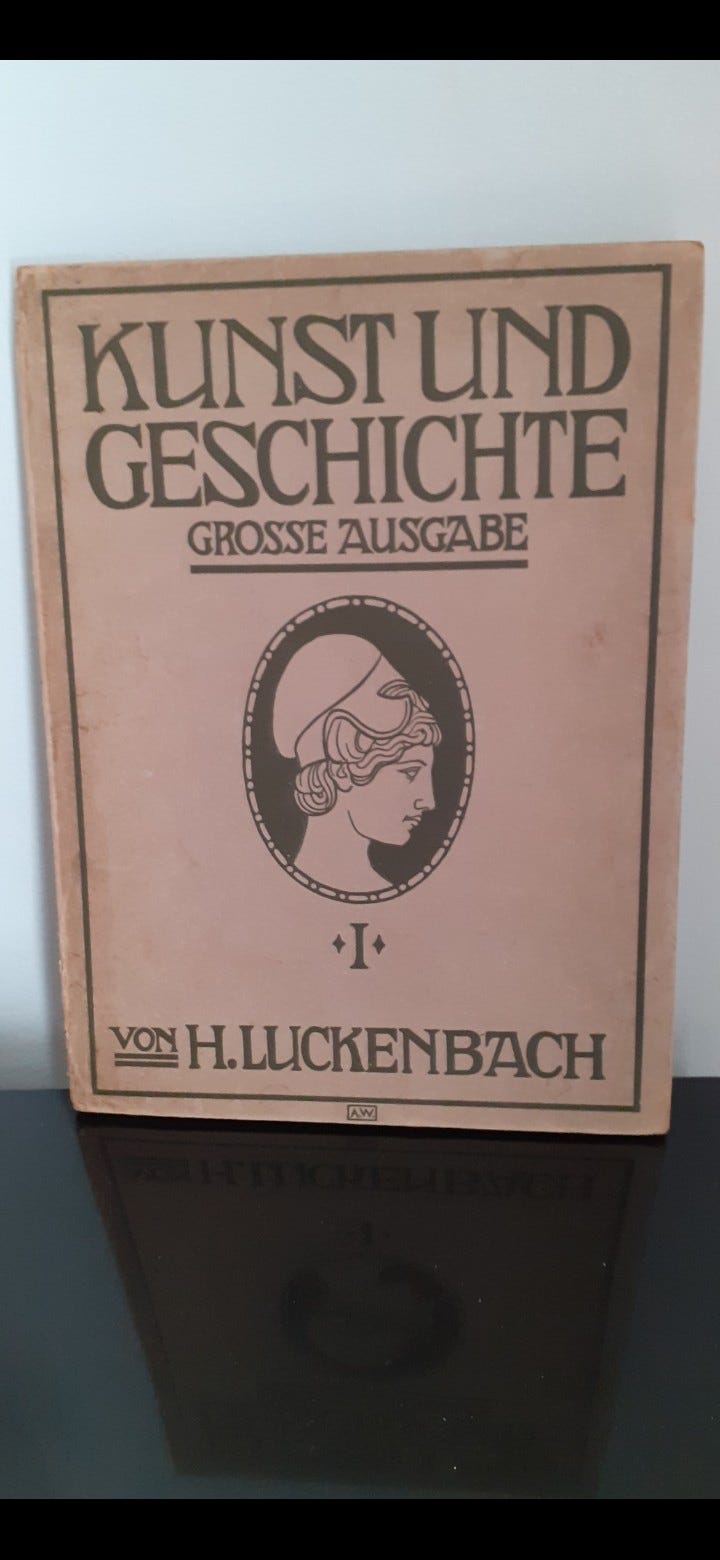 KUNST UND
GESCHICHTE
GROSSE AUSGABE
I
VON H. LUCKENBACH
A.W.